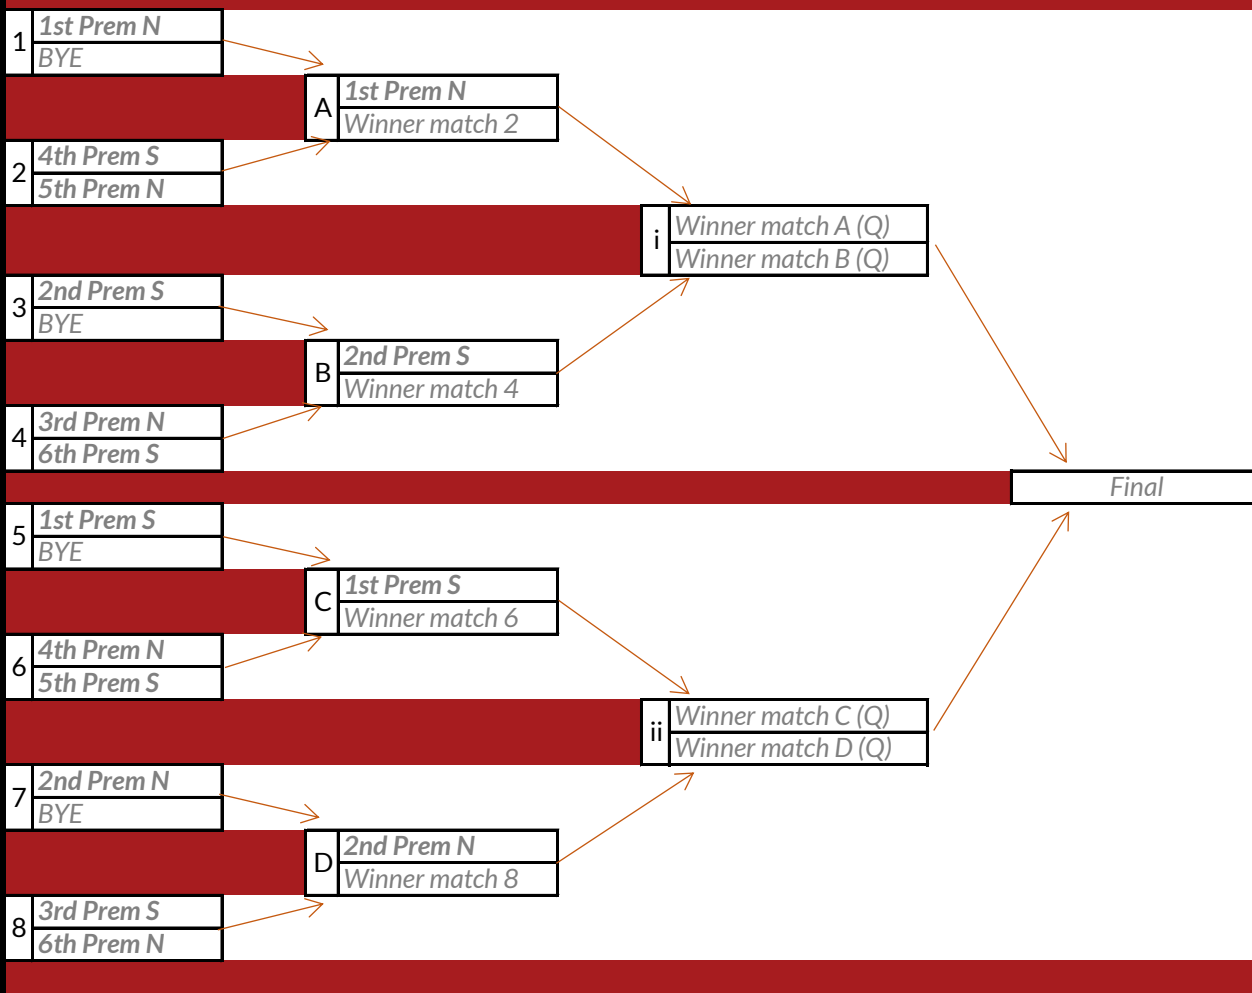 1
1st Prem N
BYE
A
1st Prem N
Winner match 2
2
4th Prem S
5th Prem N
i
Winner match A (Q)
Winner match B (Q)
3
2nd Prem S
BYE
B
2nd Prem S
Winner match 4
4
3rd Prem N
6th Prem S
Final
5
1st Prem S
BYE
C
1st Prem S
Winner match 6
6
4th Prem N
5th Prem S
ii
Winner match C (Q)
Winner match D (Q)
7
2nd Prem N
BYE
D
2nd Prem N
Winner match 8
8
3rd Prem S
6th Prem N